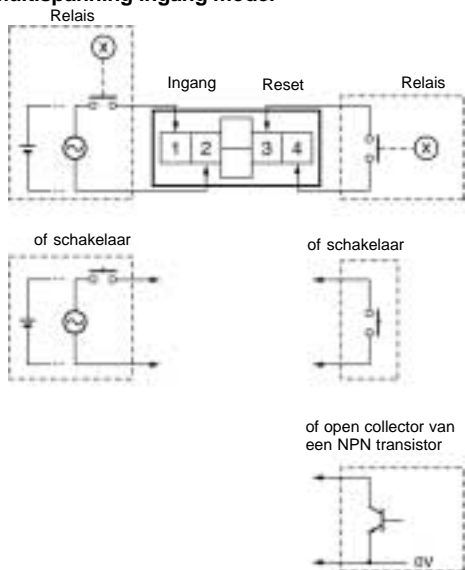 Relais
X
Ingang
Reset
Relais
1 2 3 4
X
of schakelaar
of schakelaar
of open collector van
een NPN transistor
0V